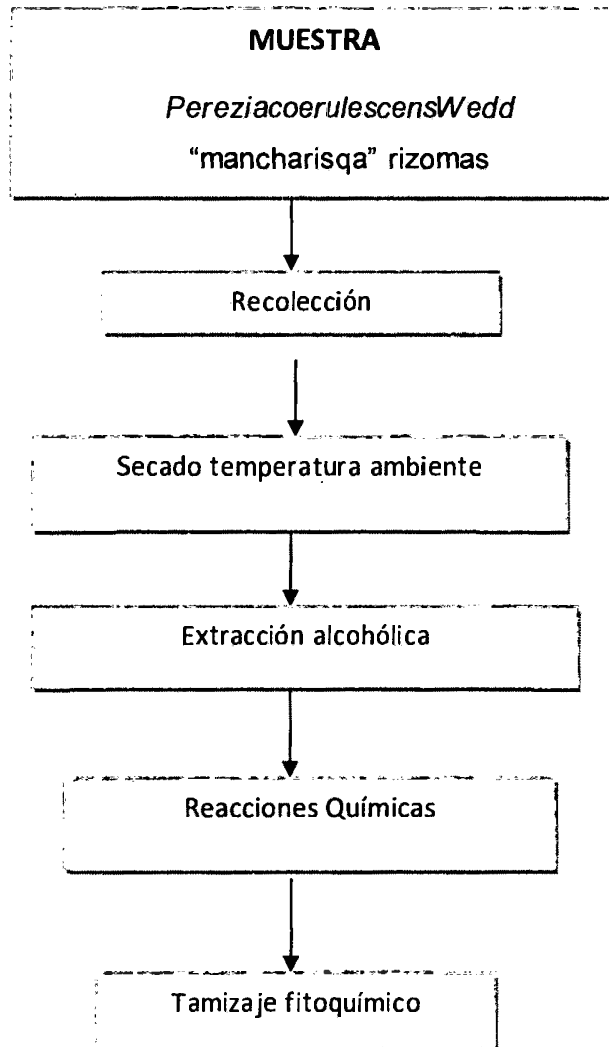 MUESTRA
PereziacoerulescensWedd
“mancharisqa” rizomas
Recolección
Secado temperatura ambiente
Extracción alcohólica
Reacciones Químicas
Tamizaje fitoquímico